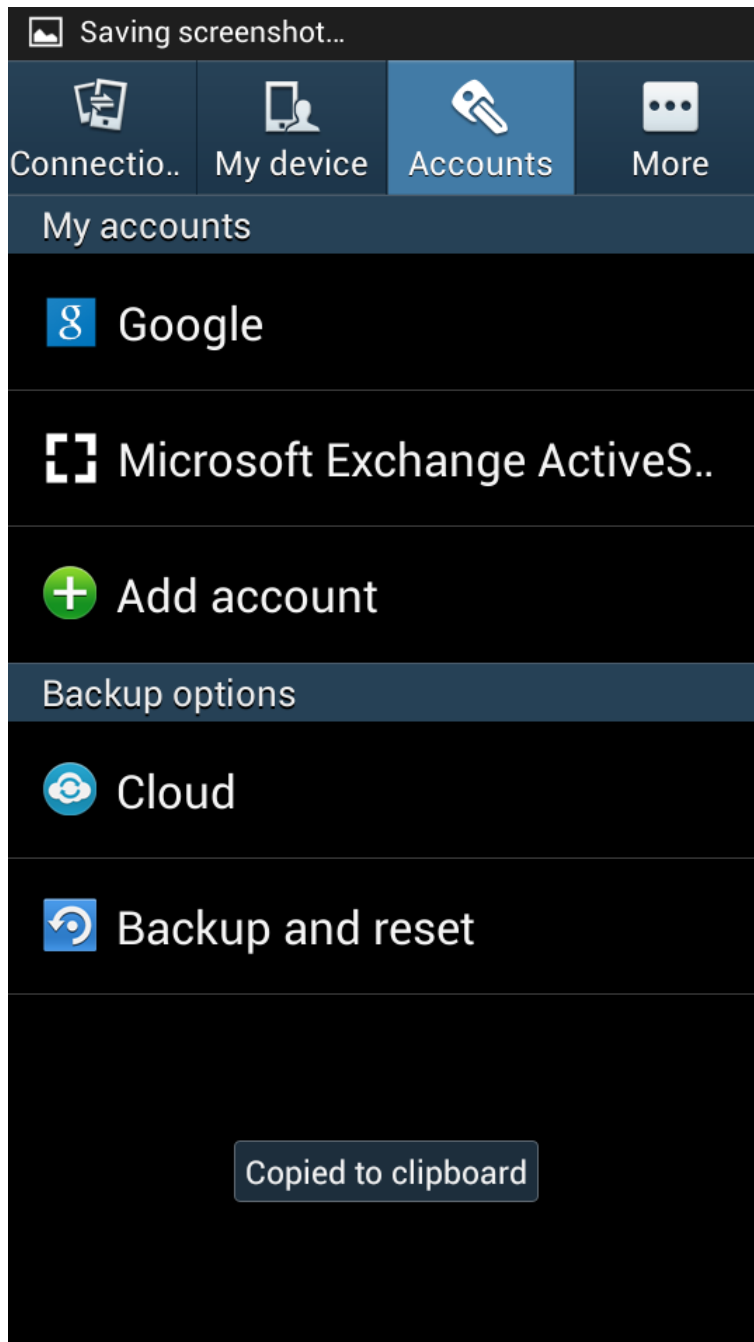 Saving screenshot...
Connectio..
My device
Accounts
More
My accounts
Google
Microsoft Exchange ActiveS..
Add account
Backup options
Cloud
Backup and reset
Copied to clipboard